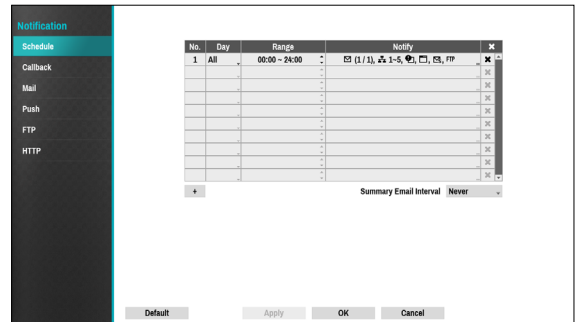 Notification
Schedule
Callback
Mail
Push
FTP
HTTP
No. Day Range Notify
1 All 00:00 ~ 24:00 (1 / 1), 1~5, , , , FTP
+ Summary Email Interval Never
Default Apply OK Cancel